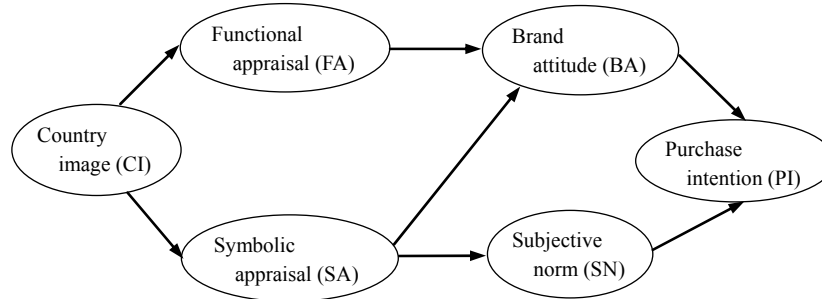 Functional
appraisal (FA)
Brand
attitude (BA)
Country
image (CI)
Purchase
intention (PI)
Symbolic
appraisal (SA)
Subjective
norm (SN)